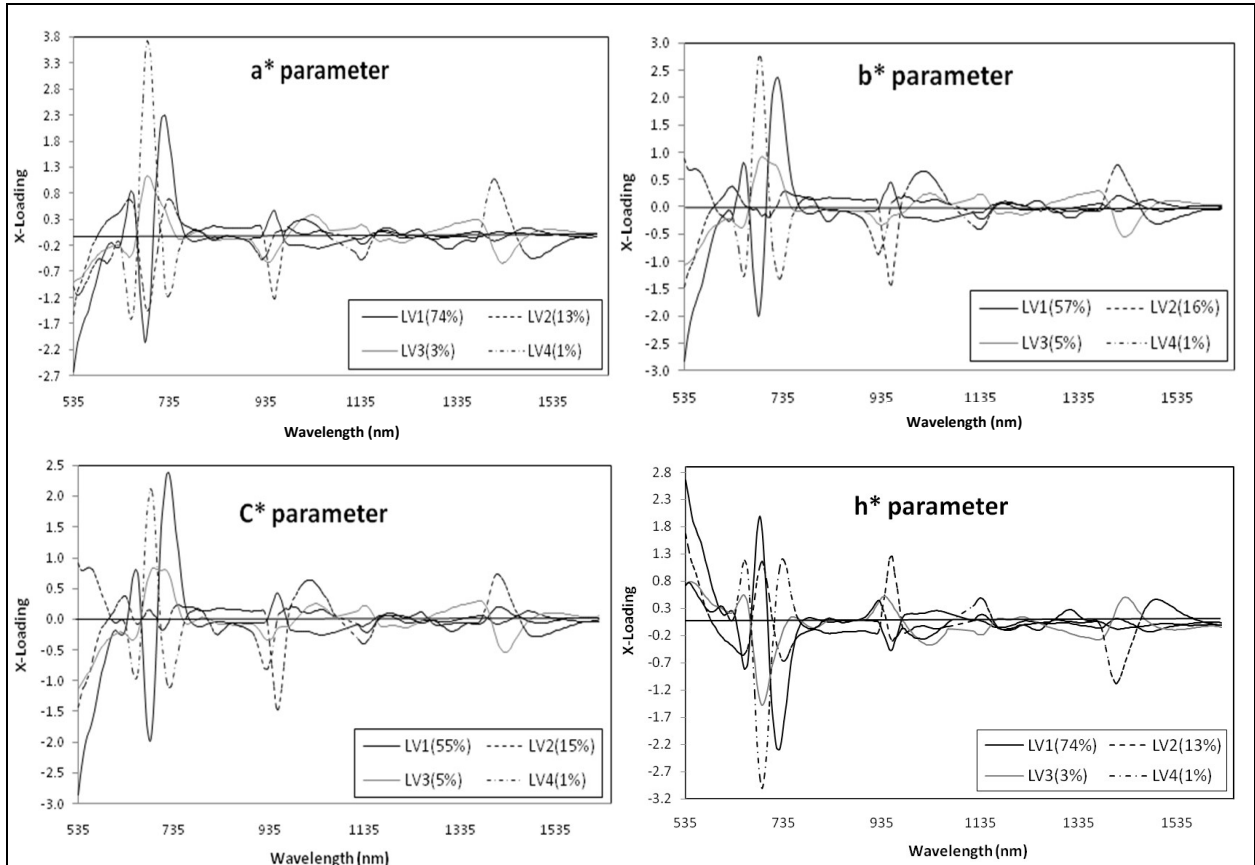 a* parameter
3.8
3.3
2.8
2.3
1.8
1.3
0.8
0.3
-0.2
-0.7
-1.2
-1.7
-2.2
-2.7
X-Loading
LV1(74%) LV2(13%)
LV3(3%) LV4(1%)
535 735 935 1135 1335 1535
Wavelength (nm)
b* parameter
3.0
2.5
2.0
1.5
1.0
0.5
0.0
-0.5
-1.0
-1.5
-2.0
-2.5
-3.0
X-Loading
LV1(57%) LV2(16%)
LV3(5%) LV4(1%)
535 735 935 1135 1335 1535
Wavelength (nm)
C* parameter
2.5
2.0
1.5
1.0
0.5
0.0
-0.5
-1.0
-1.5
-2.0
-2.5
-3.0
X-Loading
LV1(55%) LV2(15%)
LV3(5%) LV4(1%)
535 735 935 1135 1335 1535
Wavelength (nm)
h* parameter
2.8
2.3
1.8
1.3
0.8
0.3
-0.2
-0.7
-1.2
-1.7
-2.2
-2.7
-3.2
X-Loading
LV1(74%) LV2(13%)
LV3(3%) LV4(1%)
535 735 935 1135 1335 1535
Wavelength (nm)